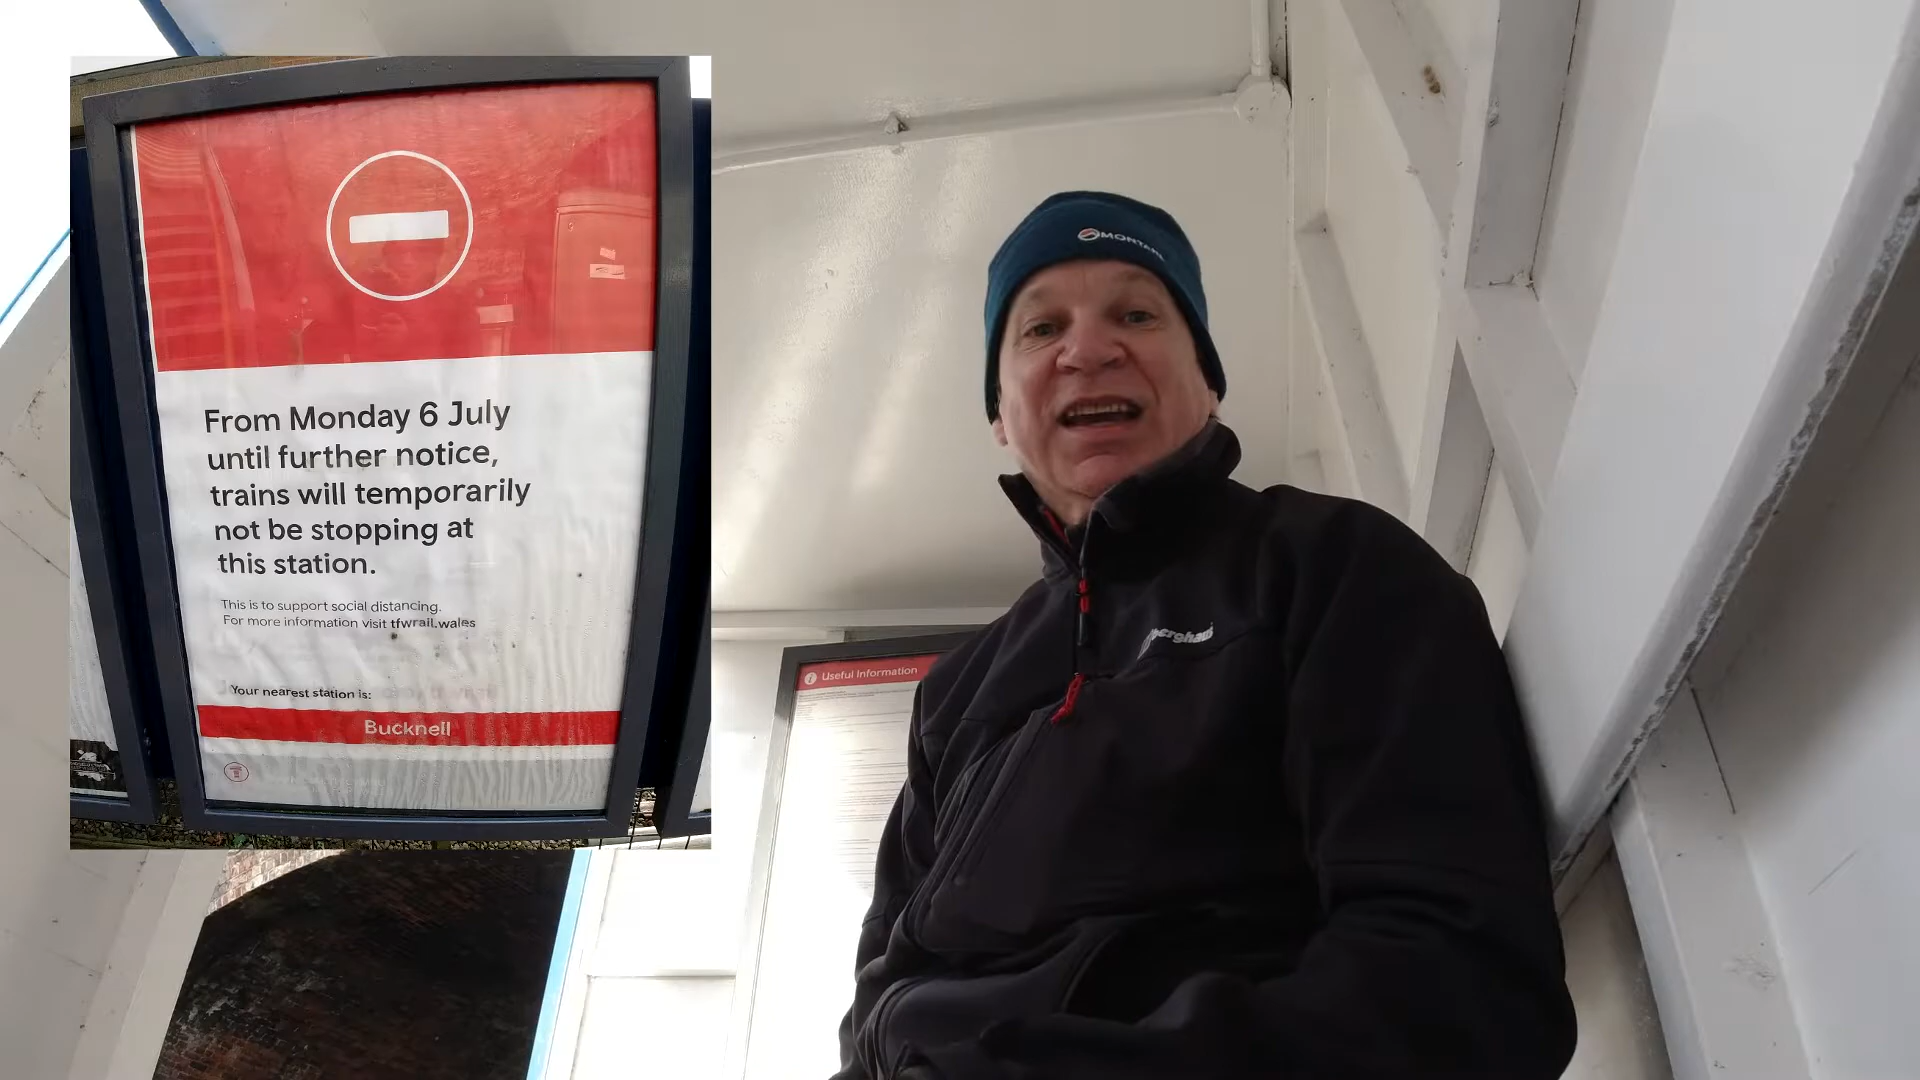 From Monday 6 July
until further notice,
trains will temporarily
not be stopping at
this station.
This is to support social distancing.
For more information visit tfwrail.wales
Your nearest station is:
Bucknell
MONTANE
berghaus
Useful Information